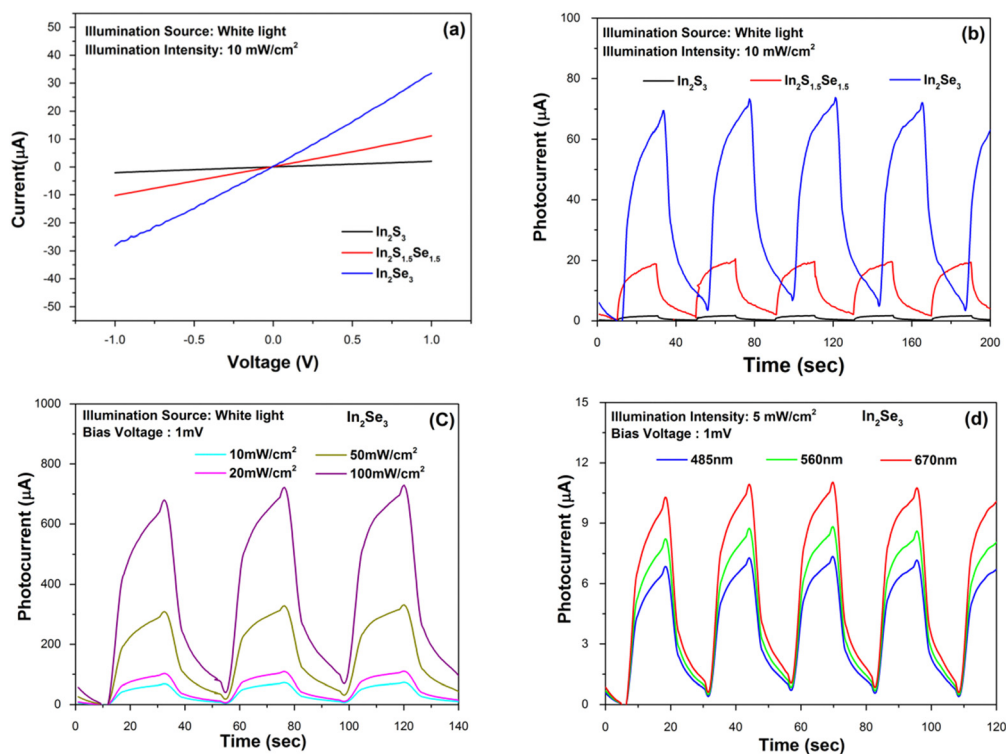 Illumination Source: White light
(a)
Illumination Intensity: 10 mW/cm²
50
40
30
20
10
0
-10
-20
-30
-40
-50
Current(μA)
In₂S₃
In₂S₁.₅Se₁.₅
In₂Se₃
-1.0 -0.5 0.0 0.5 1.0
Voltage (V)
Illumination Source: White light
(b)
Illumination Intensity: 10 mW/cm²
In₂S₃ In₂S₁.₅Se₁.₅ In₂Se₃
100
80
60
40
20
0
Photocurrent (μA)
0 40 80 120 160 200
Time (sec)
Illumination Source: White light In₂Se₃ (C)
Bias Voltage : 1mV
10mW/cm² 50mW/cm²
20mW/cm² 100mW/cm²
1000
800
600
400
200
0
Photocurrent (μA)
0 20 40 60 80 100 120 140
Time (sec)
Illumination Intensity: 5 mW/cm² In₂Se₃ (d)
Bias Voltage : 1mV
485nm 560nm 670nm
15
12
9
6
3
0
Photocurrent (μA)
0 20 40 60 80 100 120
Time (sec)